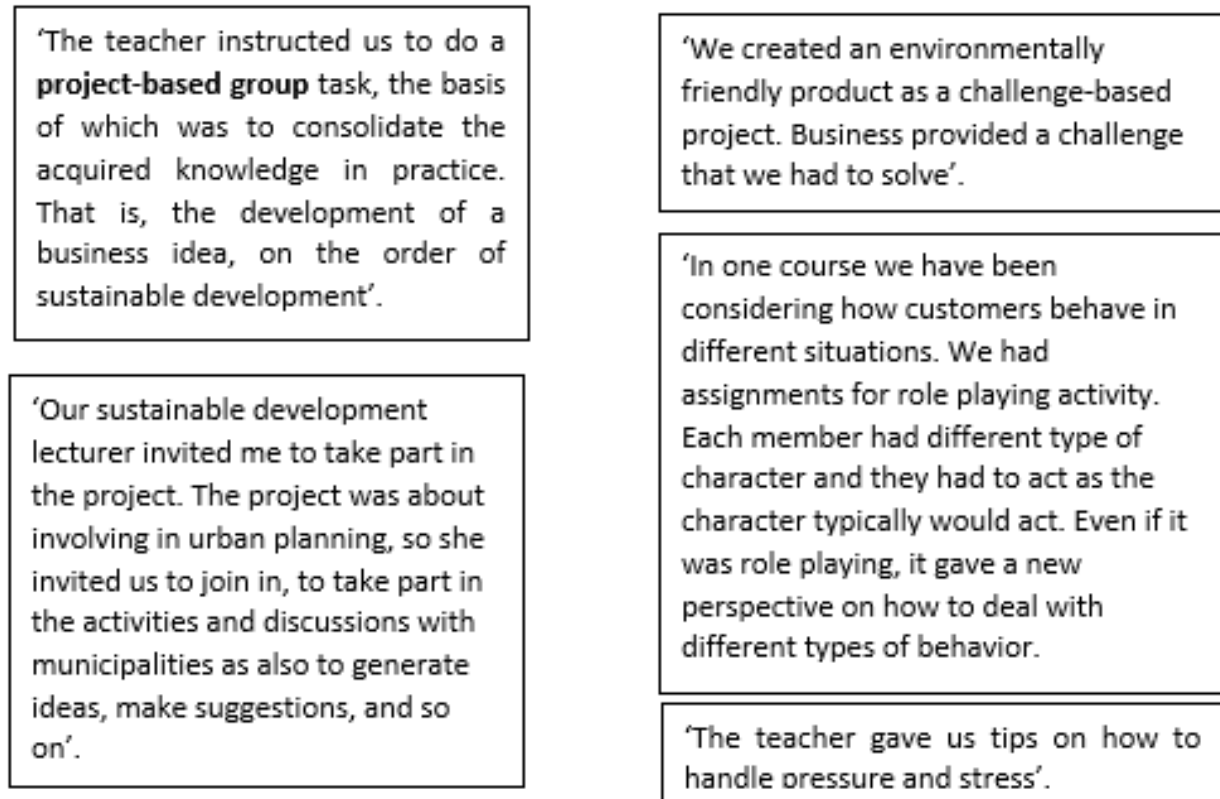 ‘The teacher instructed us to do a
project-based group task, the basis
of which was to consolidate the
acquired knowledge in practice.
That is, the development of a
business idea, on the order of
sustainable development’.
‘Our sustainable development
lecturer invited me to take part in
the project. The project was about
involving in urban planning, so she
invited us to join in, to take part in
the activities and discussions with
municipalities as also to generate
ideas, make suggestions, and so
on’.
‘We created an environmentally
friendly product as a challenge-based
project. Business provided a challenge
that we had to solve’.
‘In one course we have been
considering how customers behave in
different situations. We had
assignments for role playing activity.
Each member had different type of
character and they had to act as the
character typically would act. Even if it
was role playing, it gave a new
perspective on how to deal with
different types of behavior.
‘The teacher gave us tips on how to
handle pressure and stress’.